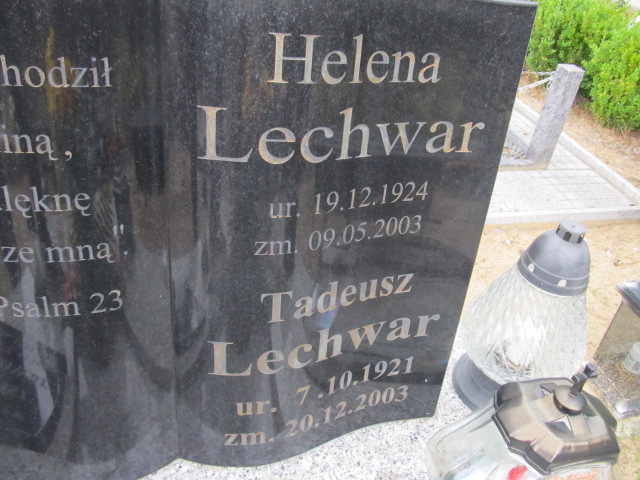 hodził
iną,
lęknę
ze mną".
Psalm 23
Helena
Lechwar
ur. 19.12.1924
zm. 09.05.2003
Tadeusz
Lechwar
ur. 7.10.1921
zm. 20.12.2003